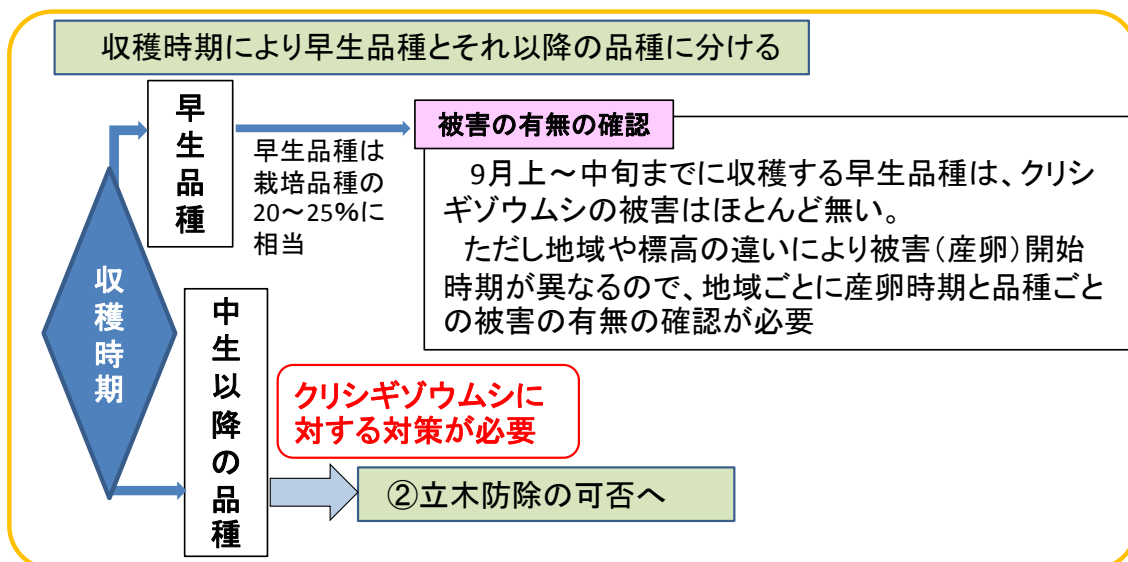 収穫時期により早生品種とそれ以降の品種に分ける
早生品種
早生品種は
栽培品種の
20～25%に
相当
被害の有無の確認
9月上～中旬までに収穫する早生品種は、クリシ
ギゾウムシの被害はほとんど無い。
ただし地域や標高の違いにより被害（産卵）開始
時期が異なるので、地域ごとに産卵時期と品種ごと
の被害の有無の確認が必要
収穫時期
中生以降の品種
クリシギゾウムシに
対する対策が必要
②立木防除の可否へ